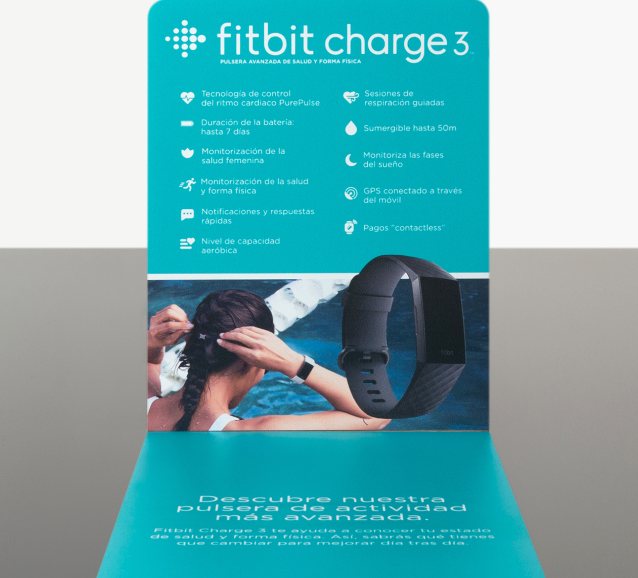 fitbit charge 3
PULSERA AVANZADA DE SALUD Y FORMA FÍSICA
Tecnología de control
del ritmo cardiaco PurePulse
Duración de la batería:
hasta 7 días
Monitorización de la
salud femenina
Monitorización de la salud
y forma física
Notificaciones y respuestas
rápidas
Nivel de capacidad
aeróbica
Sesiones de
respiración guiadas
Sumergible hasta 50m
Monitoriza las fases
del sueño
GPS conectado a través
del móvil
Pagos "contactless"
fitbit
Descubre nuestra
pulsera de actividad
más avanzada.
Fitbit Charge 3 te ayuda a conocer tu estado
de salud y forma física. Así, sabrás qué tienes
que cambiar para mejorar día tras día.